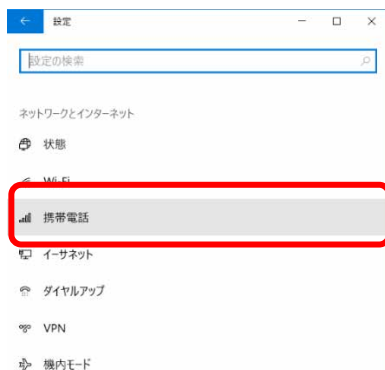 設定
設定の検索
ネットワークとインターネット
状態
Wi-Fi
携帯電話
イーサネット
ダイヤルアップ
VPN
機内モード